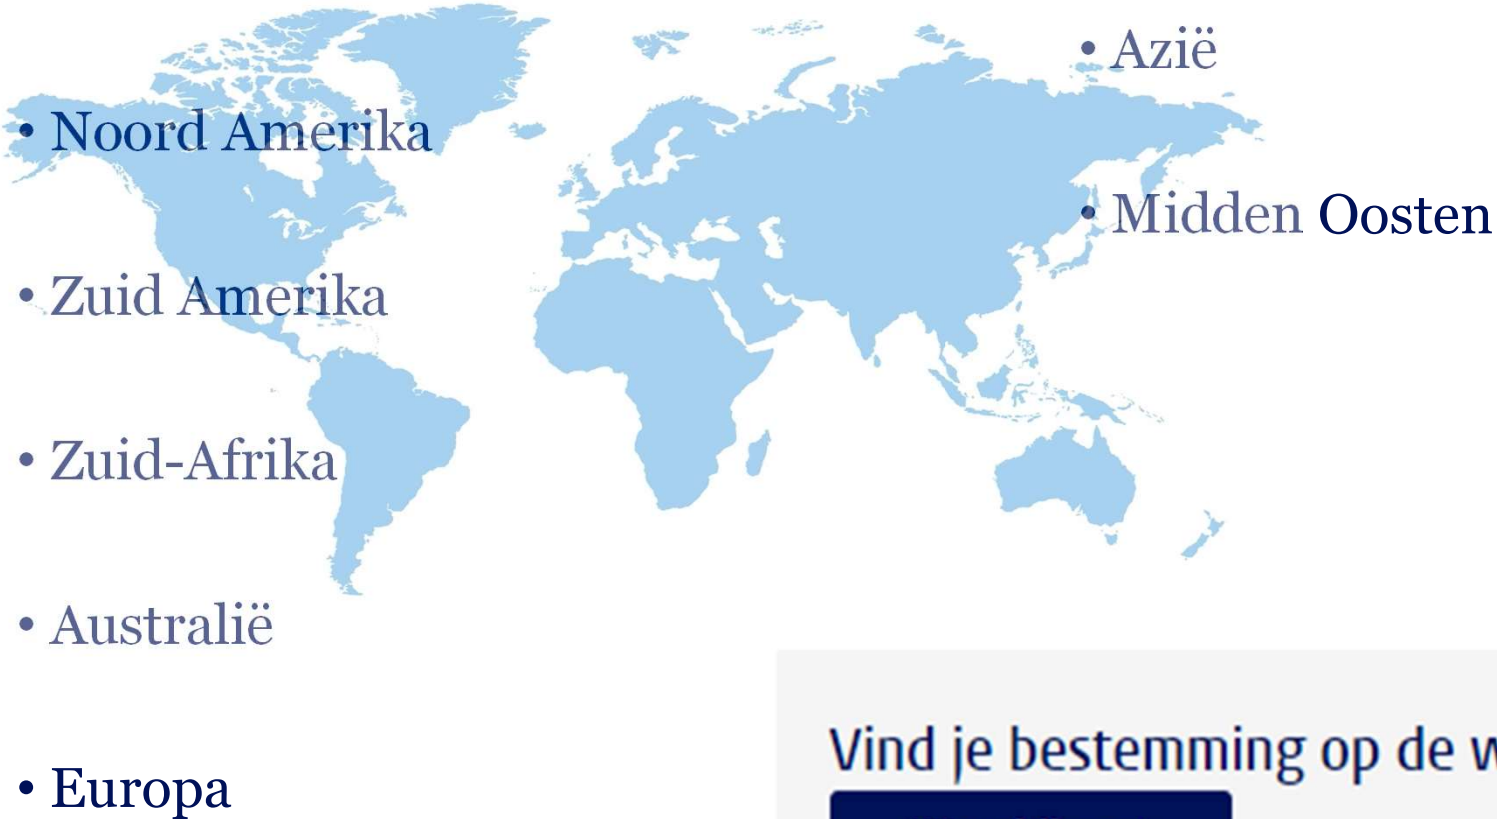 • Noord Amerika
• Zuid Amerika
• Zuid-Afrika
• Australië
• Europa
• Azië
• Midden Oosten
Vind je bestemming op de